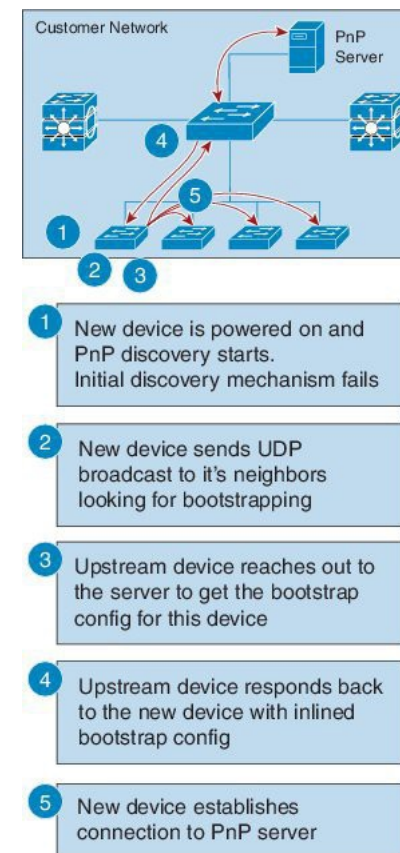 Customer Network
PnP
Server
4
5
1
2
3
1
New device is powered on and
PnP discovery starts.
Initial discovery mechanism fails
2
New device sends UDP
broadcast to it's neighbors
looking for bootstrapping
3
Upstream device reaches out to
the server to get the bootstrap
config for this device
4
Upstream device responds back
to the new device with inlined
bootstrap config
5
New device establishes
connection to PnP server